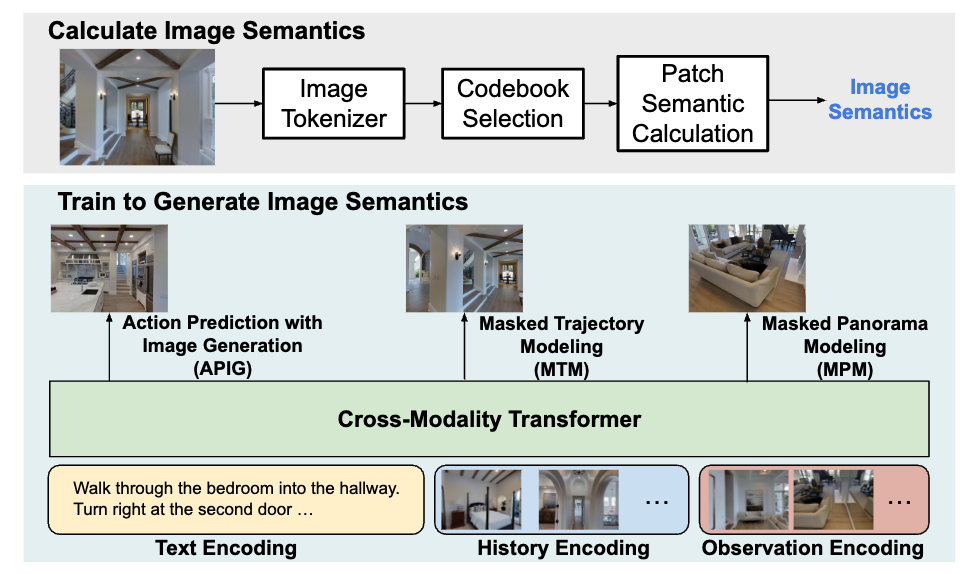 Calculate Image Semantics
Image
Tokenizer
Codebook
Selection
Patch
Semantic
Calculation
Image
Semantics
Train to Generate Image Semantics
Action Prediction with
Image Generation
(APIG)
Masked Trajectory
Modeling
(MTM)
Masked Panorama
Modeling
(MPM)
Cross-Modality Transformer
Walk through the bedroom into the hallway.
Turn right at the second door ...
...
...
Text Encoding
History Encoding
Observation Encoding